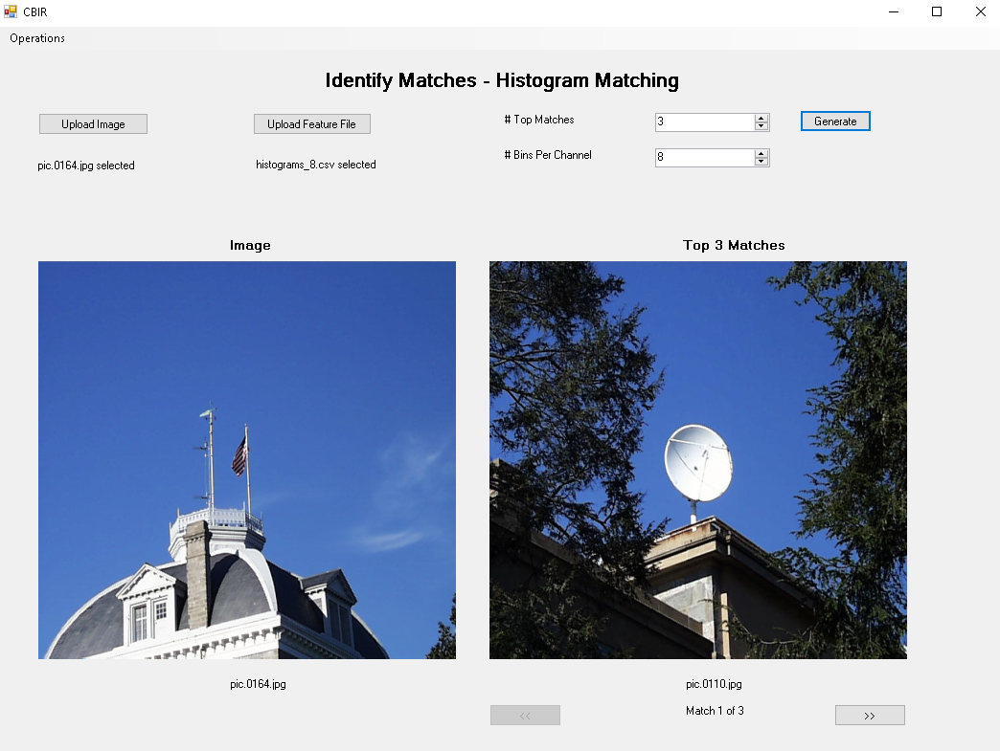 CBIR
Operations
Identify Matches - Histogram Matching
Upload Image
Upload Feature File
# Top Matches
3
Generate
pic.0164.jpg selected
histograms_8.csv selected
# Bins Per Channel
8
Image
Top 3 Matches
pic.0164.jpg
pic.0110.jpg
<<
Match 1 of 3
>>